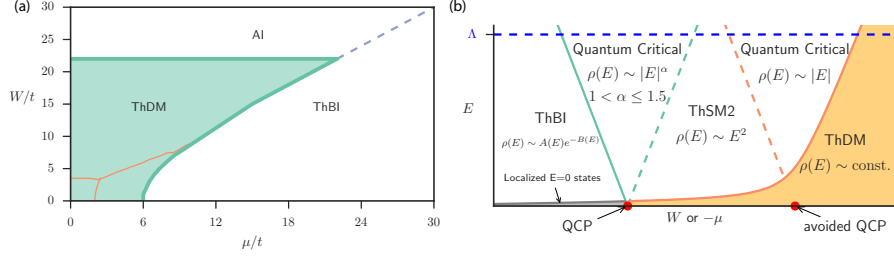 (a)
30
25
20
15
10
5
0
W/t
AI
ThDM
ThBI
0
6
12
18
24
30
μ/t
(b)
Λ
E
Quantum Critical
ρ(E) ∼ |E|^α
1 < α ≤ 1.5
Quantum Critical
ρ(E) ∼ |E|
ThBI
ρ(E) ∼ A(E)e^{−B(E)}
ThSM2
ρ(E) ∼ E²
ThDM
ρ(E) ∼ const.
Localized E=0 states
QCP
W or −μ
avoided QCP